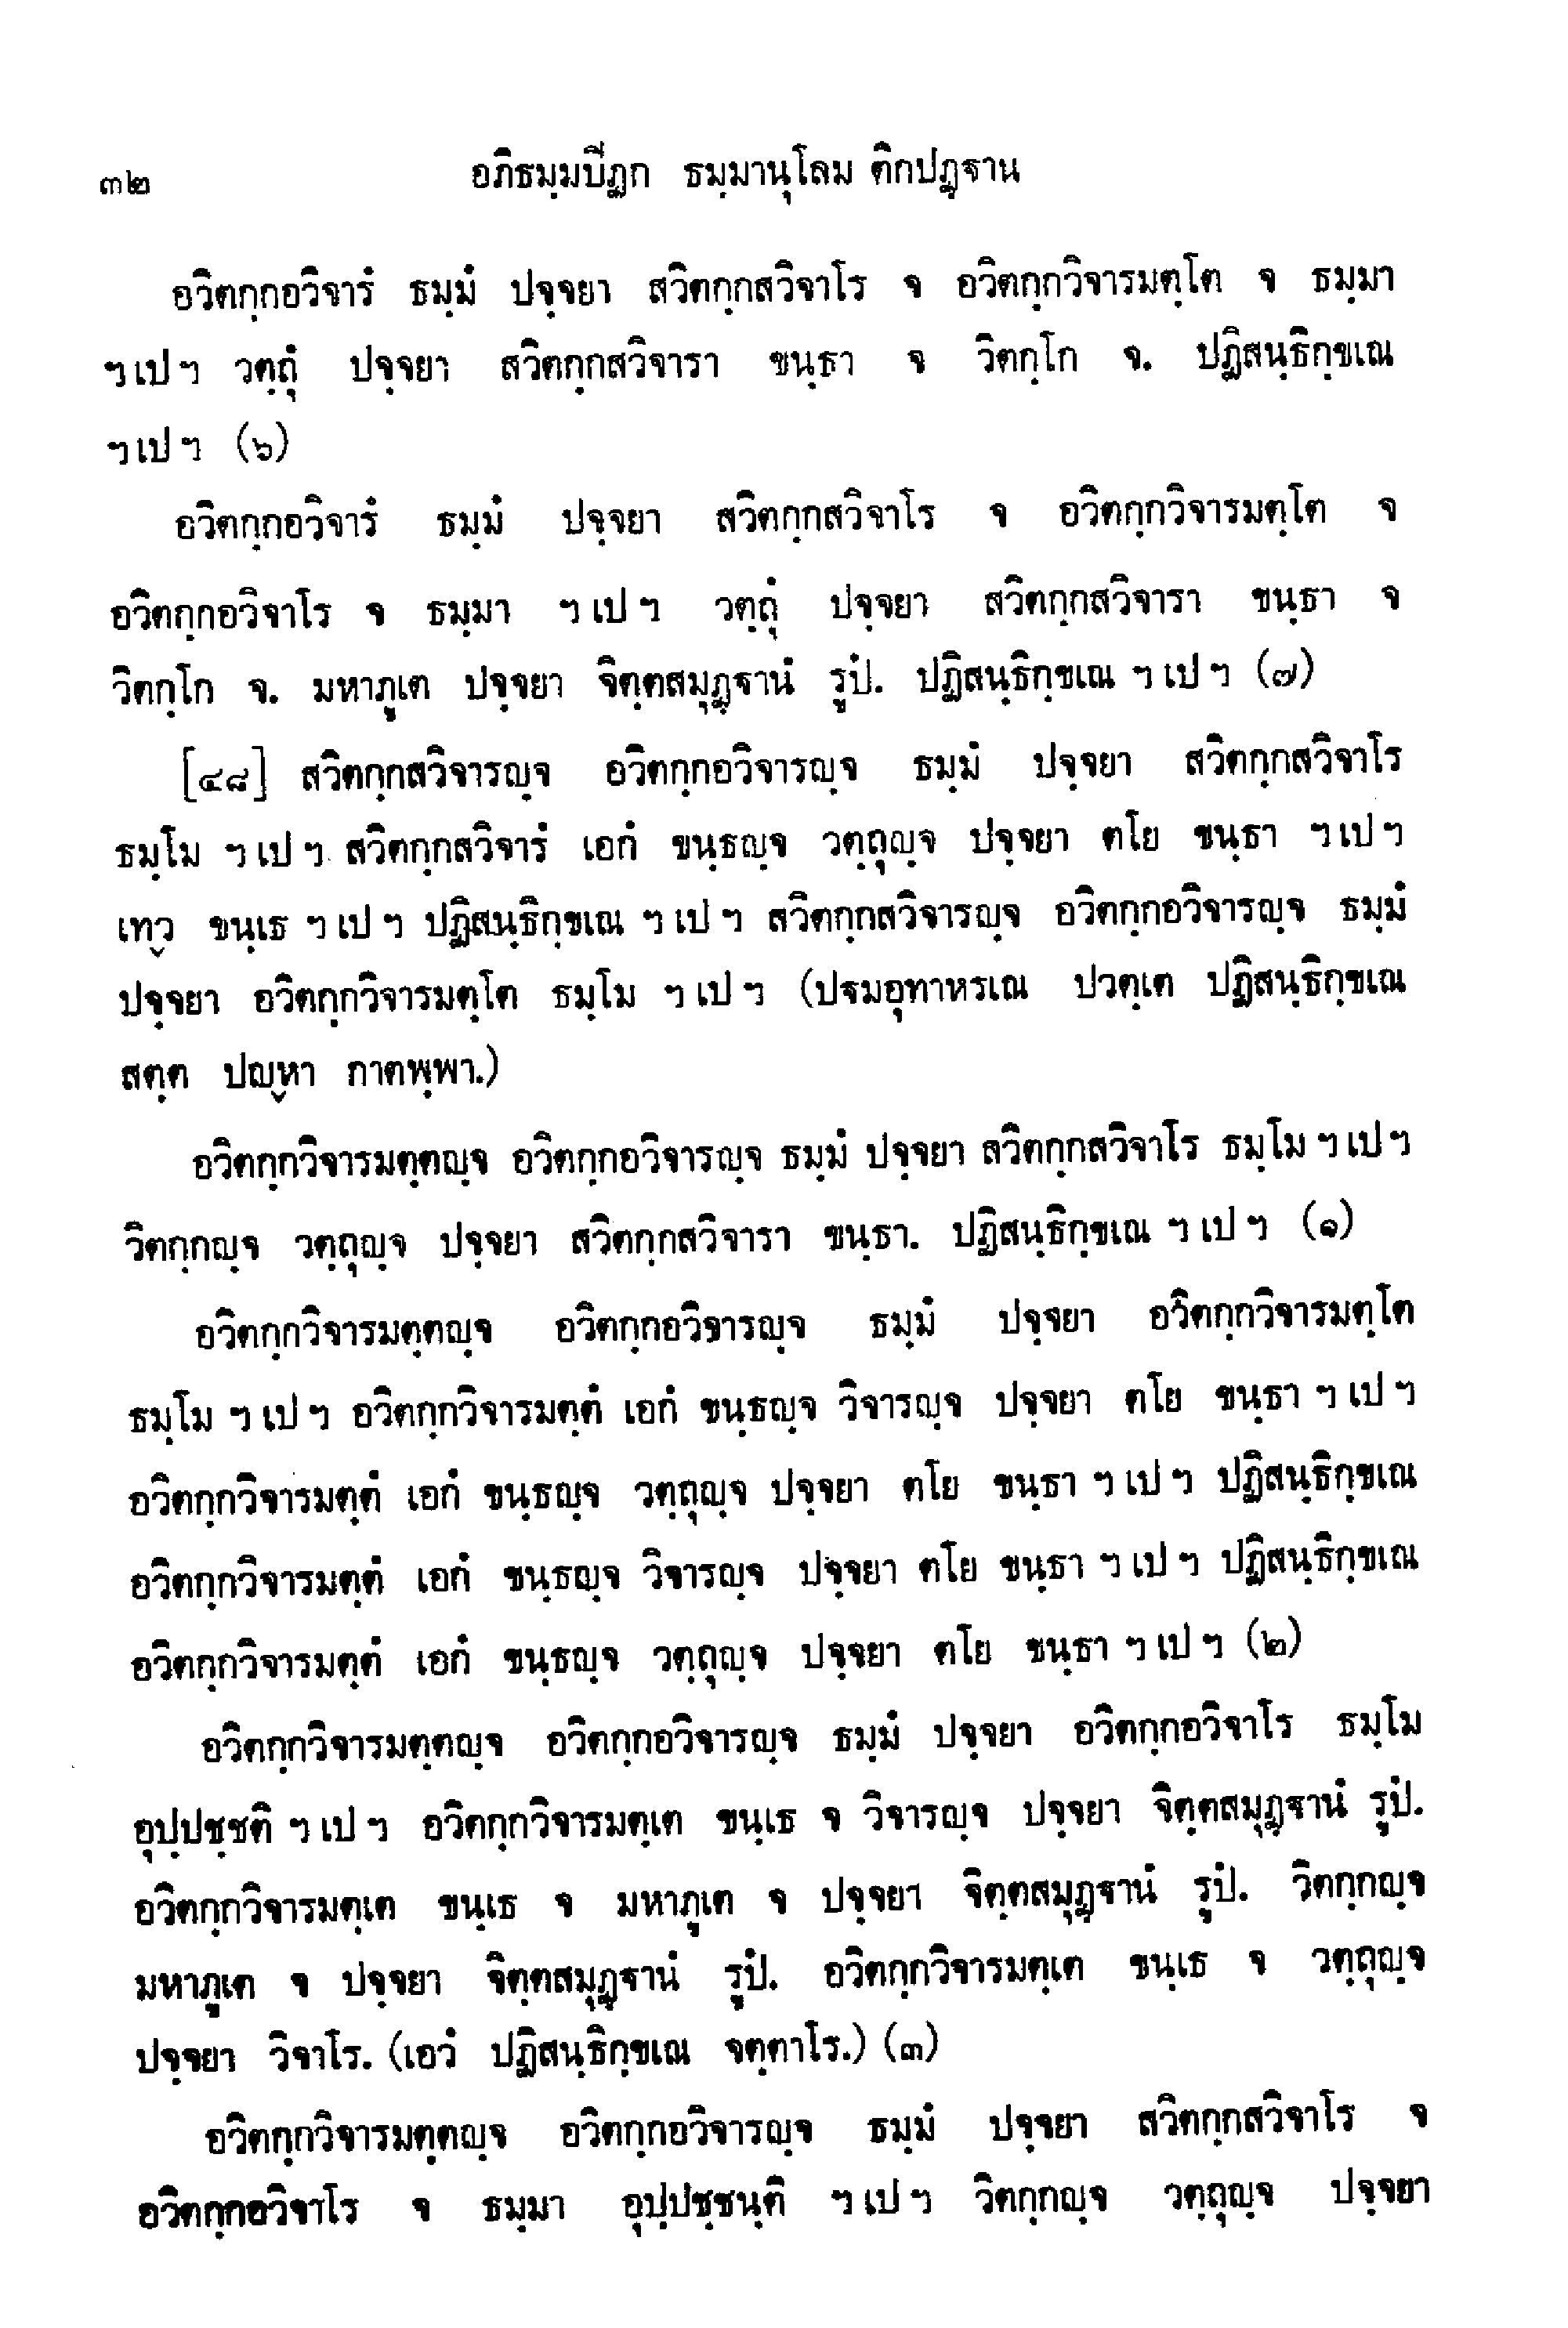 ๓๒ อภิธมฺมปีฏก ธมฺมานุโลม ติกปฏฺฐาน
อวิตกฺกอวิจารํ ธมฺมํ ปจฺจยา สวิตกฺกสวิจาโร จ อวิตกฺกวิจารมตฺโต จ ธมฺมา
ฯ เป ฯ วตฺถุํ ปจฺจยา สวิตกฺกสวิจารา ขนฺธา จ วิตกฺโก จ. ปฏิสนฺธิกฺขเณ
ฯ เป ฯ (๖)
อวิตกฺกอวิจารํ ธมฺมํ ปจฺจยา สวิตกฺกสวิจาโร จ อวิตกฺกวิจารมตฺโต จ
อวิตกฺกอวิจาโร จ ธมฺมา ฯ เป ฯ วตฺถุํ ปจฺจยา สวิตกฺกสวิจารา ขนฺธา จ
วิตกฺโก จ. มหาภูเต ปจฺจยา จิตฺตสมุฏฺฐานํ รูปํ. ปฏิสนฺธิกฺขเณ ฯ เป ฯ (๗)
[๔๘] สวิตกฺกสวิจารญฺจ อวิตกฺกอวิจารญฺจ ธมฺมํ ปจฺจยา สวิตกฺกสวิจาโร
ธมฺโม ฯ เป ฯ สวิตกฺกสวิจารํ เอกํ ขนฺธญฺจ วตฺถุญฺจ ปจฺจยา ตโย ขนฺธา ฯ เป ฯ
เทฺว ขนฺเธ ฯ เป ฯ ปฏิสนฺธิกฺขเณ ฯ เป ฯ สวิตกฺกสวิจารญฺจ อวิตกฺกอวิจารญฺจ ธมฺมํ
ปจฺจยา อวิตกฺกวิจารมตฺโต ธมฺโม ฯ เป ฯ (ปฐมอุทาหรเณ ปวตฺเต ปฏิสนฺธิกฺขเณ
สตฺต ปญฺหา กาตพฺพา.)
อวิตกฺกวิจารมตฺตญฺจ อวิตกฺกอวิจารญฺจ ธมฺมํ ปจฺจยา สวิตกฺกสวิจาโร ธมฺโม ฯ เป ฯ
วิตกฺกญฺจ วตฺถุญฺจ ปจฺจยา สวิตกฺกสวิจารา ขนฺธา. ปฏิสนฺธิกฺขเณ ฯ เป ฯ (๑)
อวิตกฺกวิจารมตฺตญฺจ อวิตกฺกอวิจารญฺจ ธมฺมํ ปจฺจยา อวิตกฺกวิจารมตฺโต
ธมฺโม ฯ เป ฯ อวิตกฺกวิจารมตฺตํ เอกํ ขนฺธญฺจ วิจารญฺจ ปจฺจยา ตโย ขนฺธา ฯ เป ฯ
อวิตกฺกวิจารมตฺตํ เอกํ ขนฺธญฺจ วตฺถุญฺจ ปจฺจยา ตโย ขนฺธา ฯ เป ฯ ปฏิสนฺธิกฺขเณ
อวิตกฺกวิจารมตฺตํ เอกํ ขนฺธญฺจ วิจารญฺจ ปจฺจยา ตโย ขนฺธา ฯ เป ฯ ปฏิสนฺธิกฺขเณ
อวิตกฺกวิจารมตฺตํ เอกํ ขนฺธญฺจ วตฺถุญฺจ ปจฺจยา ตโย ขนฺธา ฯ เป ฯ (๒)
อวิตกฺกวิจารมตฺตญฺจ อวิตกฺกอวิจารญฺจ ธมฺมํ ปจฺจยา อวิตกฺกอวิจาโร ธมฺโม
อุปฺปชฺชติ ฯ เป ฯ อวิตกฺกวิจารมตฺเต ขนฺเธ จ วิจารญฺจ ปจฺจยา จิตฺตสมุฏฺฐานํ รูปํ.
อวิตกฺกวิจารมตฺเต ขนฺเธ จ มหาภูเต จ ปจฺจยา จิตฺตสมุฏฺฐานํ รูปํ. วิตกฺกญฺจ
มหาภูเต จ ปจฺจยา จิตฺตสมุฏฺฐานํ รูปํ. อวิตกฺกวิจารมตฺเต ขนฺเธ จ วตฺถุญฺจ
ปจฺจยา วิจาโร. (เอวํ ปฏิสนฺธิกฺขเณ จตฺตาโร.) (๓)
อวิตกฺกวิจารมตฺตญฺจ อวิตกฺกอวิจารญฺจ ธมฺมํ ปจฺจยา สวิตกฺกสวิจาโร จ
อวิตกฺกอวิจาโร จ ธมฺมา อุปฺปชฺชนฺติ ฯ เป ฯ วิตกฺกญฺจ วตฺถุญฺจ ปจฺจยา